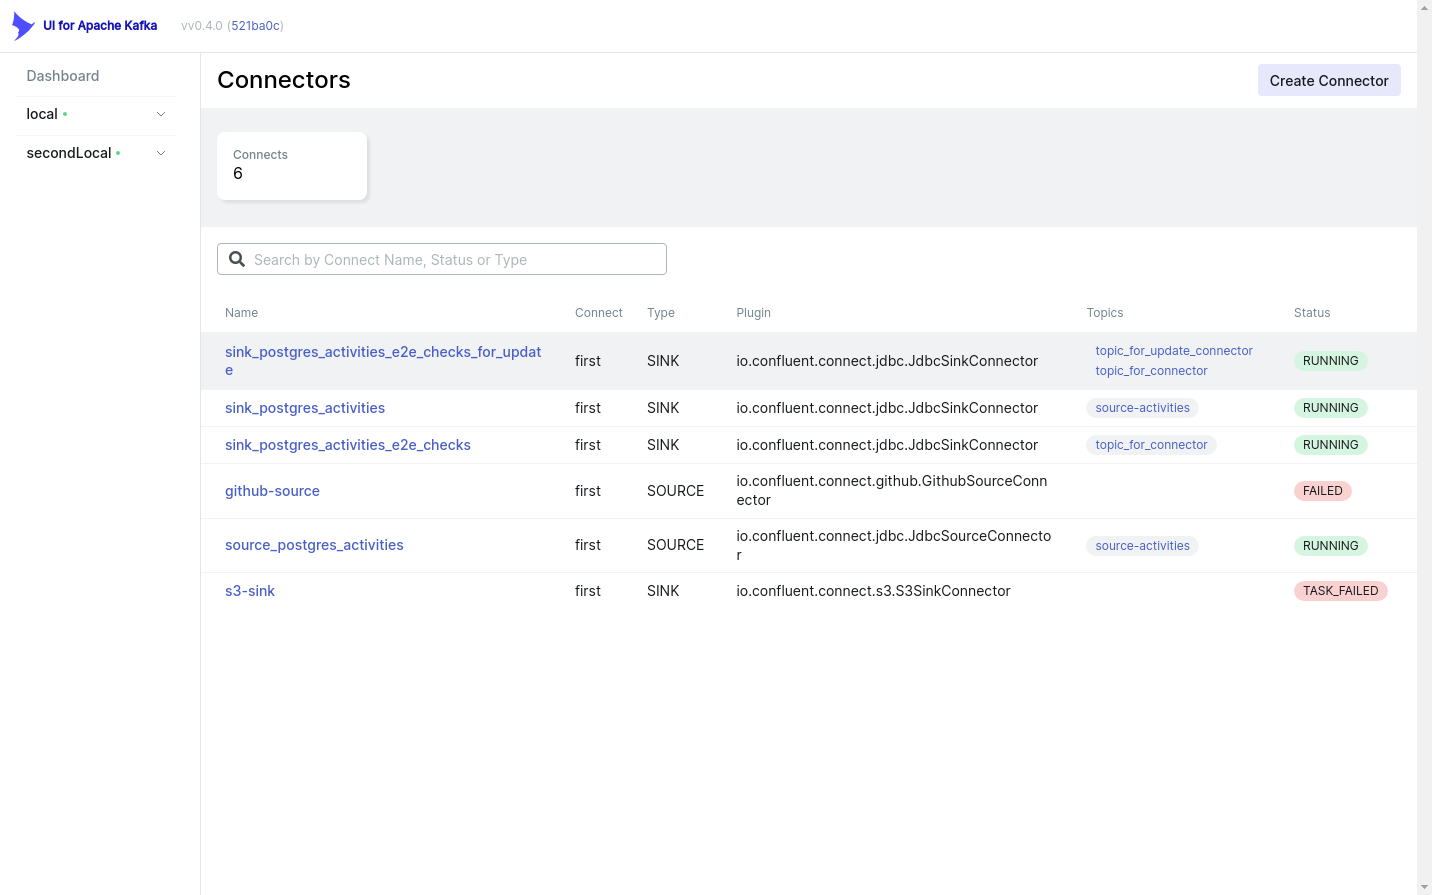 UI for Apache Kafka
vv0.4.0 (521ba0c)
Dashboard
local
secondLocal
Connectors
Create Connector
Connects
6
Search by Connect Name, Status or Type
Name Connect Type Plugin Topics Status
sink_postgres_activities_e2e_checks_for_updat
e
first SINK io.confluent.connect.jdbc.JdbcSinkConnector
topic_for_update_connector
topic_for_connector
RUNNING
sink_postgres_activities first SINK io.confluent.connect.jdbc.JdbcSinkConnector source-activities RUNNING
sink_postgres_activities_e2e_checks first SINK io.confluent.connect.jdbc.JdbcSinkConnector topic_for_connector RUNNING
github-source first SOURCE
io.confluent.connect.github.GithubSourceConn
ector
FAILED
source_postgres_activities first SOURCE
io.confluent.connect.jdbc.JdbcSourceConnecto
r
source-activities RUNNING
s3-sink first SINK io.confluent.connect.s3.S3SinkConnector TASK_FAILED